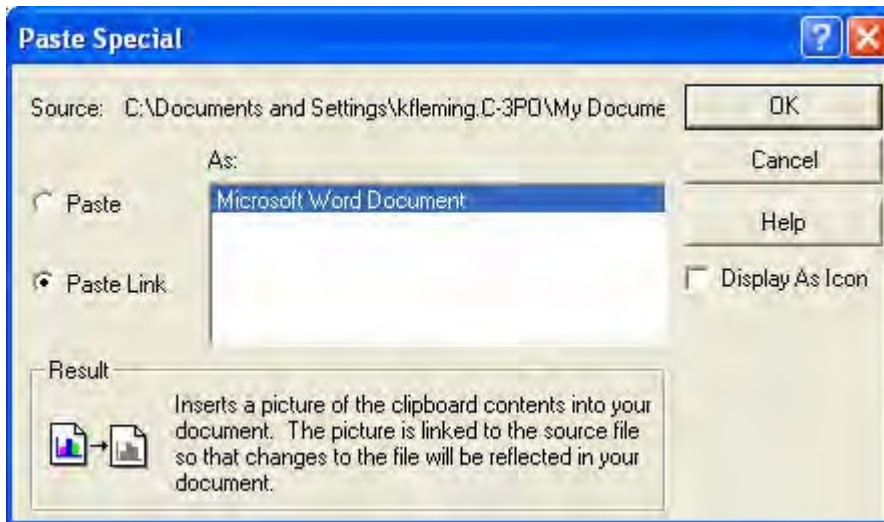 Paste Special
Source: C:\Documents and Settings\kfleming.C-3PO\My Docume
OK
As:
Cancel
Paste
Microsoft Word Document
Help
Paste Link
Display As Icon
Result
Inserts a picture of the clipboard contents into your
document. The picture is linked to the source file
so that changes to the file will be reflected in your
document.